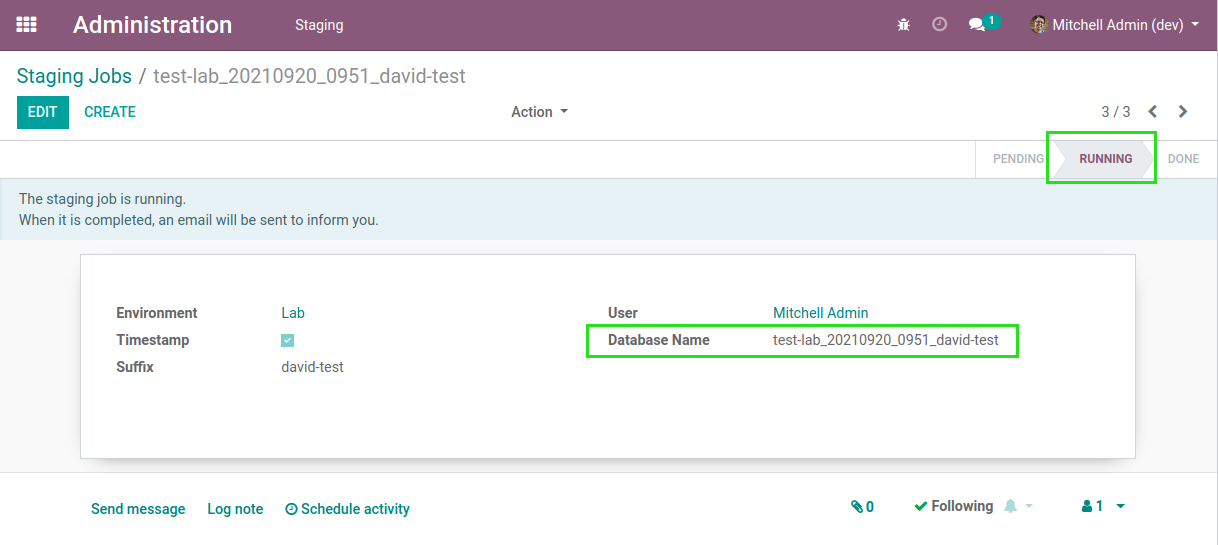 Administration Staging 1 Mitchell Admin (dev)
Staging Jobs / test-lab_20210920_0951_david-test
EDIT CREATE Action 3 / 3
PENDING RUNNING DONE
The staging job is running.
When it is completed, an email will be sent to inform you.
Environment Lab User Mitchell Admin
Timestamp Database Name test-lab_20210920_0951_david-test
Suffix david-test
Send message Log note Schedule activity 0 Following 1